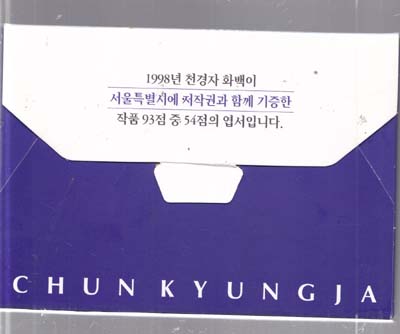 1998년 천경자 화백이
서울특별시에 저작권과 함께 기증한
작품 93점 중 54점의 엽서입니다.
CHUN KYUNGJA